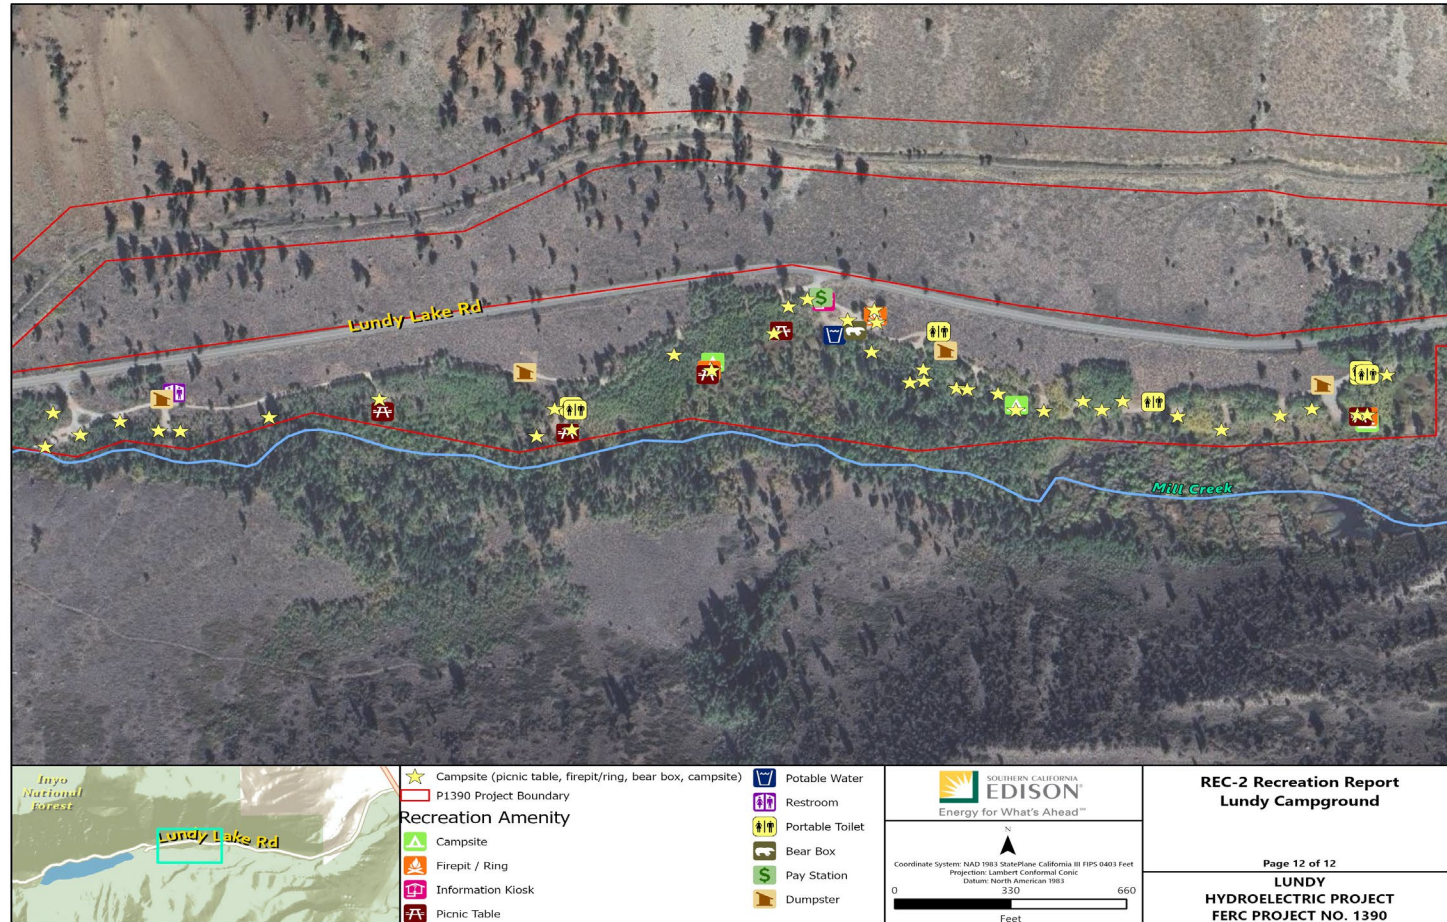 Lundy Lake Rd
Mill Creek
Inyo
National
Forest
Lundy Lake Rd
Campsite (picnic table, firepit/ring, bear box, campsite)
P1390 Project Boundary
Recreation Amenity
Campsite
Firepit / Ring
Information Kiosk
Picnic Table
Potable Water
Restroom
Portable Toilet
Bear Box
$ Pay Station
Dumpster
SOUTHERN CALIFORNIA
EDISON®
Energy for What's Ahead℠
N
Coordinate System: NAD 1983 StatePlane California III FIPS 0403 Feet
Projection: Lambert Conformal Conic
Datum: North American 1983
0 330 660
Feet
REC-2 Recreation Report
Lundy Campground
Page 12 of 12
LUNDY
HYDROELECTRIC PROJECT
FERC PROJECT NO. 1390